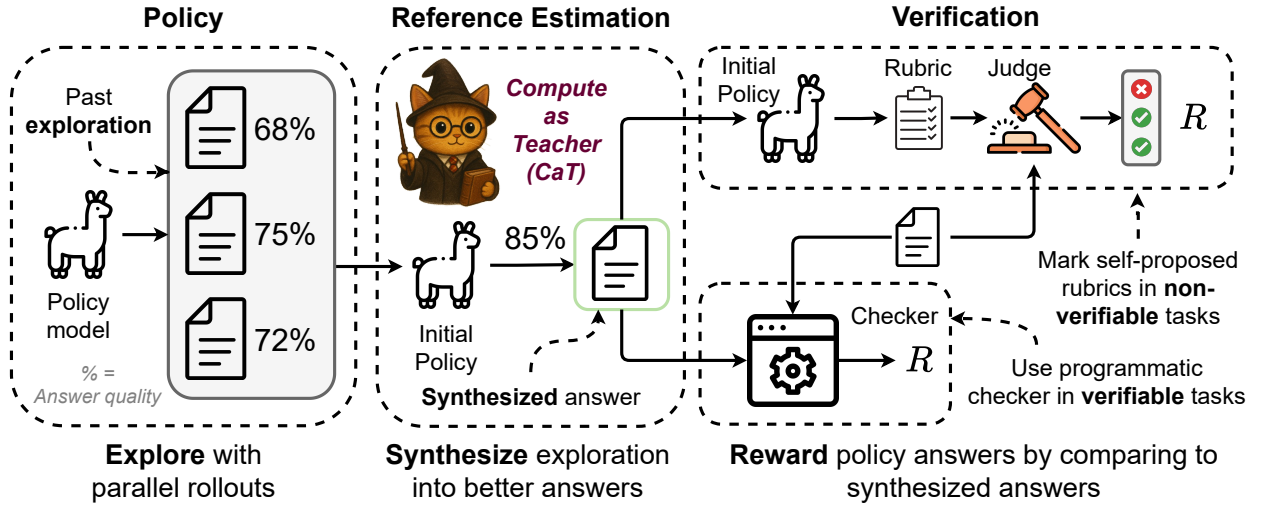 Policy
Past
exploration
68%
75%
72%
Policy
model
% =
Answer quality
Explore with
parallel rollouts
Reference Estimation
Compute
as
Teacher
(CaT)
85%
Initial
Policy
Synthesized answer
Synthesize exploration
into better answers
Verification
Initial
Policy
Rubric
Judge
R
Mark self-proposed
rubrics in non-
verifiable tasks
Checker
R
Use programmatic
checker in verifiable tasks
Reward policy answers by comparing to
synthesized answers